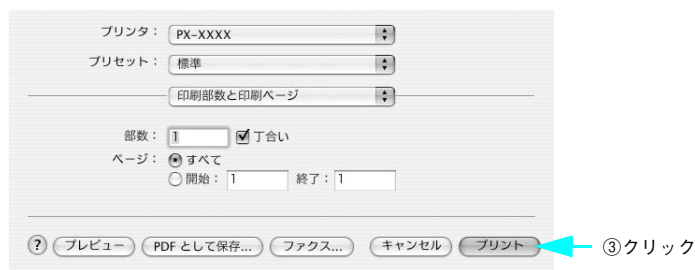 プリンタ： PX-XXXX
プリセット： 標準
印刷部数と印刷ページ
部数： 1 丁合い
ページ： すべて
開始： 1 終了： 1
? プレビュー PDF として保存... ファクス... キャンセル プリント ③クリック